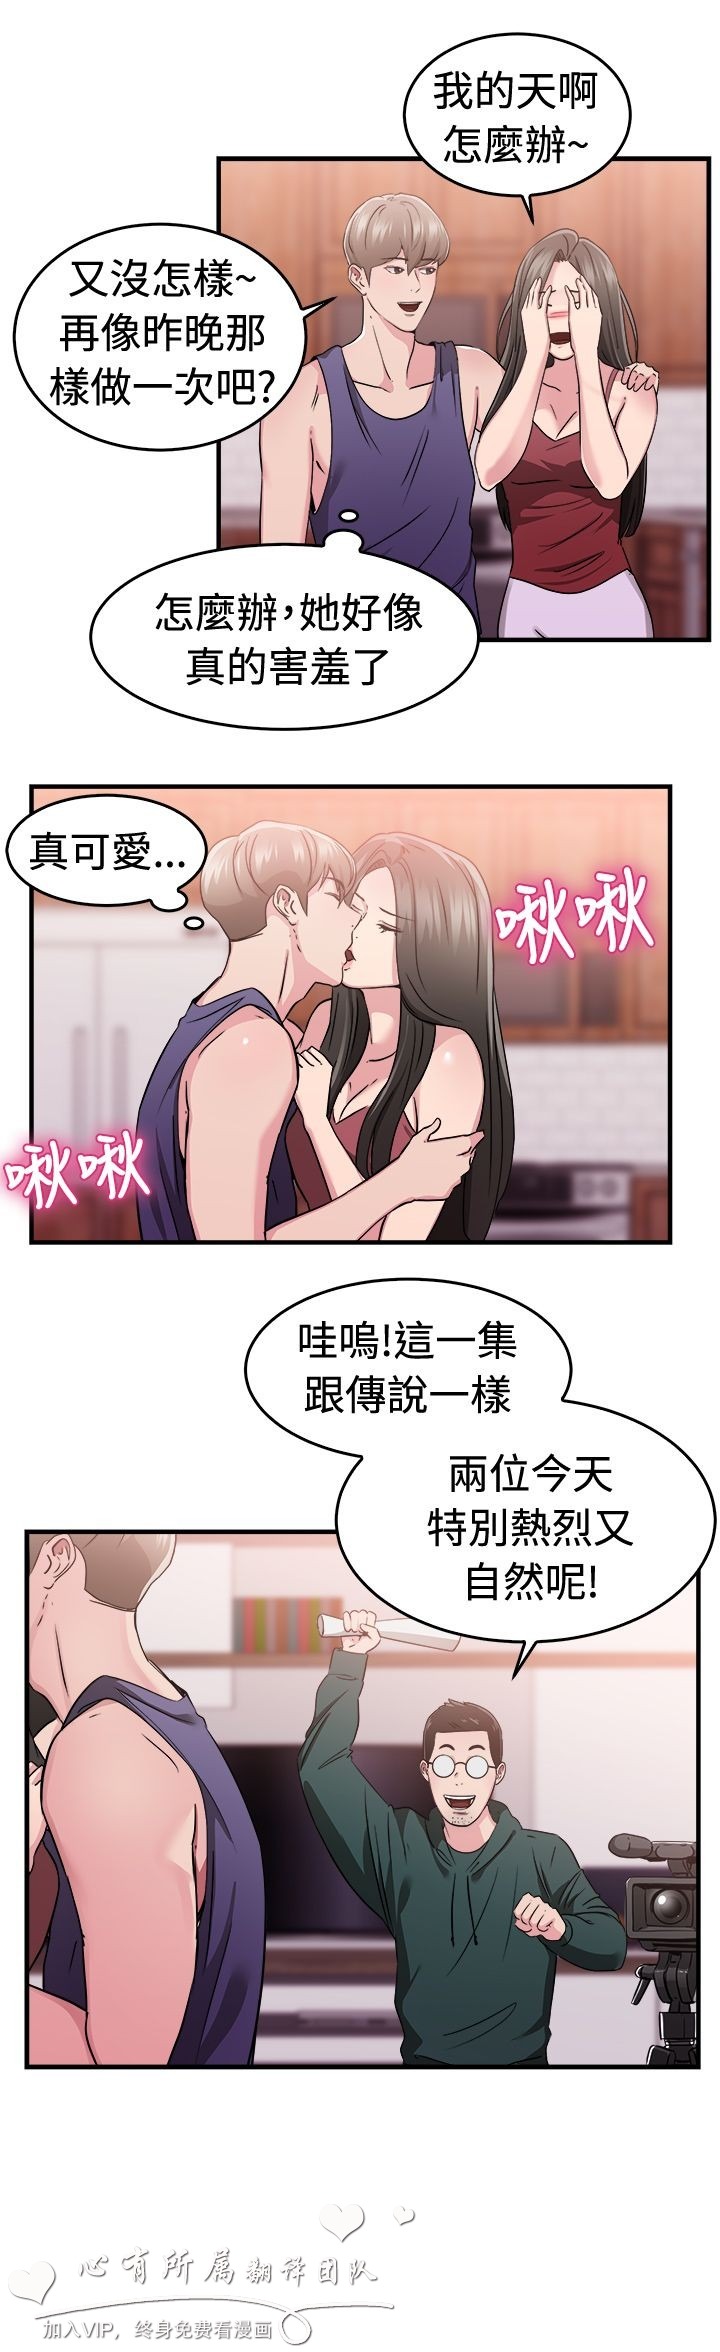 我的天啊
怎麼辦~
又沒怎樣~
再像昨晚那
樣做一次吧?
怎麼辦,她好像
真的害羞了
真可愛...
啾啾
啾啾
哇嗚!這一集
跟傳說一樣
兩位今天
特別熱烈又
自然呢!
心有所属翻译团队
加入VIP，终身免费看漫画